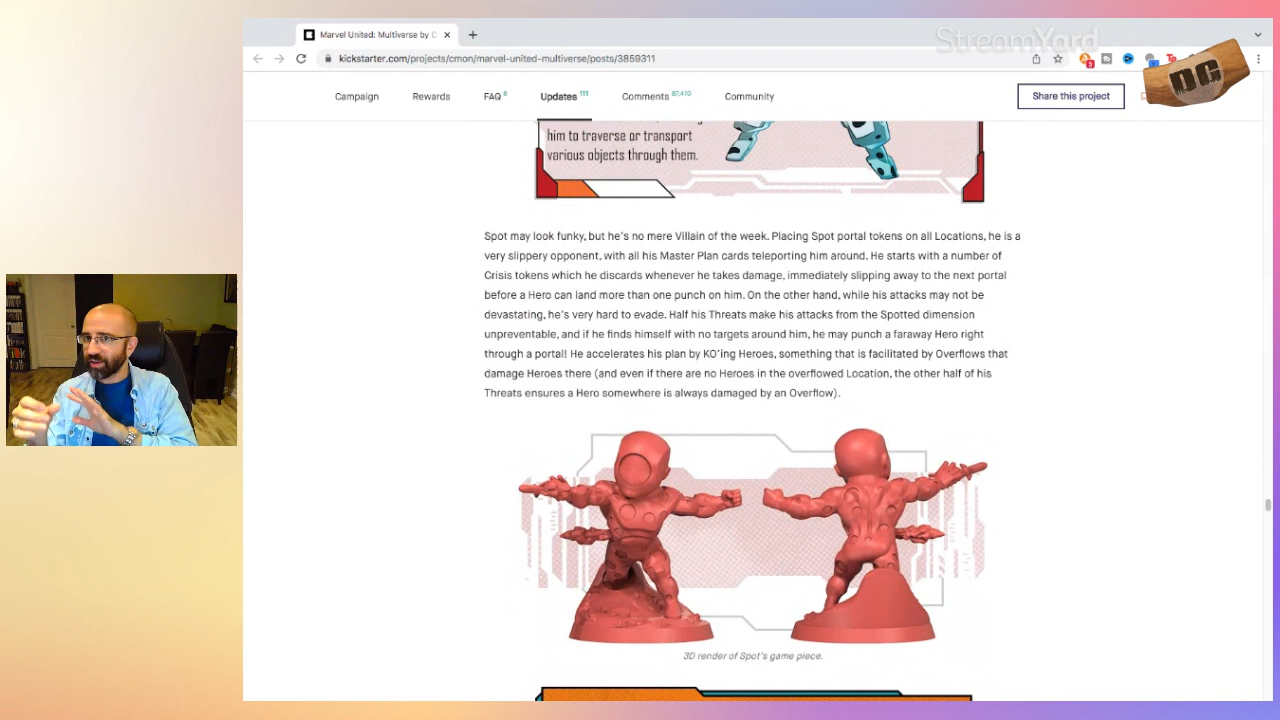 StreamYard
Marvel United: Multiverse by C
kickstarter.com/projects/cmon/marvel-united-multiverse/posts/3859311
DG
Campaign Rewards FAQ 8 Updates 111 Comments 87,410 Community Share this project
him to traverse or transport
various objects through them.
Spot may look funky, but he's no mere Villain of the week. Placing Spot portal tokens on all Locations, he is a
very slippery opponent, with all his Master Plan cards teleporting him around. He starts with a number of
Crisis tokens which he discards whenever he takes damage, immediately slipping away to the next portal
before a Hero can land more than one punch on him. On the other hand, while his attacks may not be
devastating, he's very hard to evade. Half his Threats make his attacks from the Spotted dimension
unpreventable, and if he finds himself with no targets around him, he may punch a faraway Hero right
through a portal! He accelerates his plan by KO'ing Heroes, something that is facilitated by Overflows that
damage Heroes there (and even if there are no Heroes in the overflowed Location, the other half of his
Threats ensures a Hero somewhere is always damaged by an Overflow).
3D render of Spot's game piece.